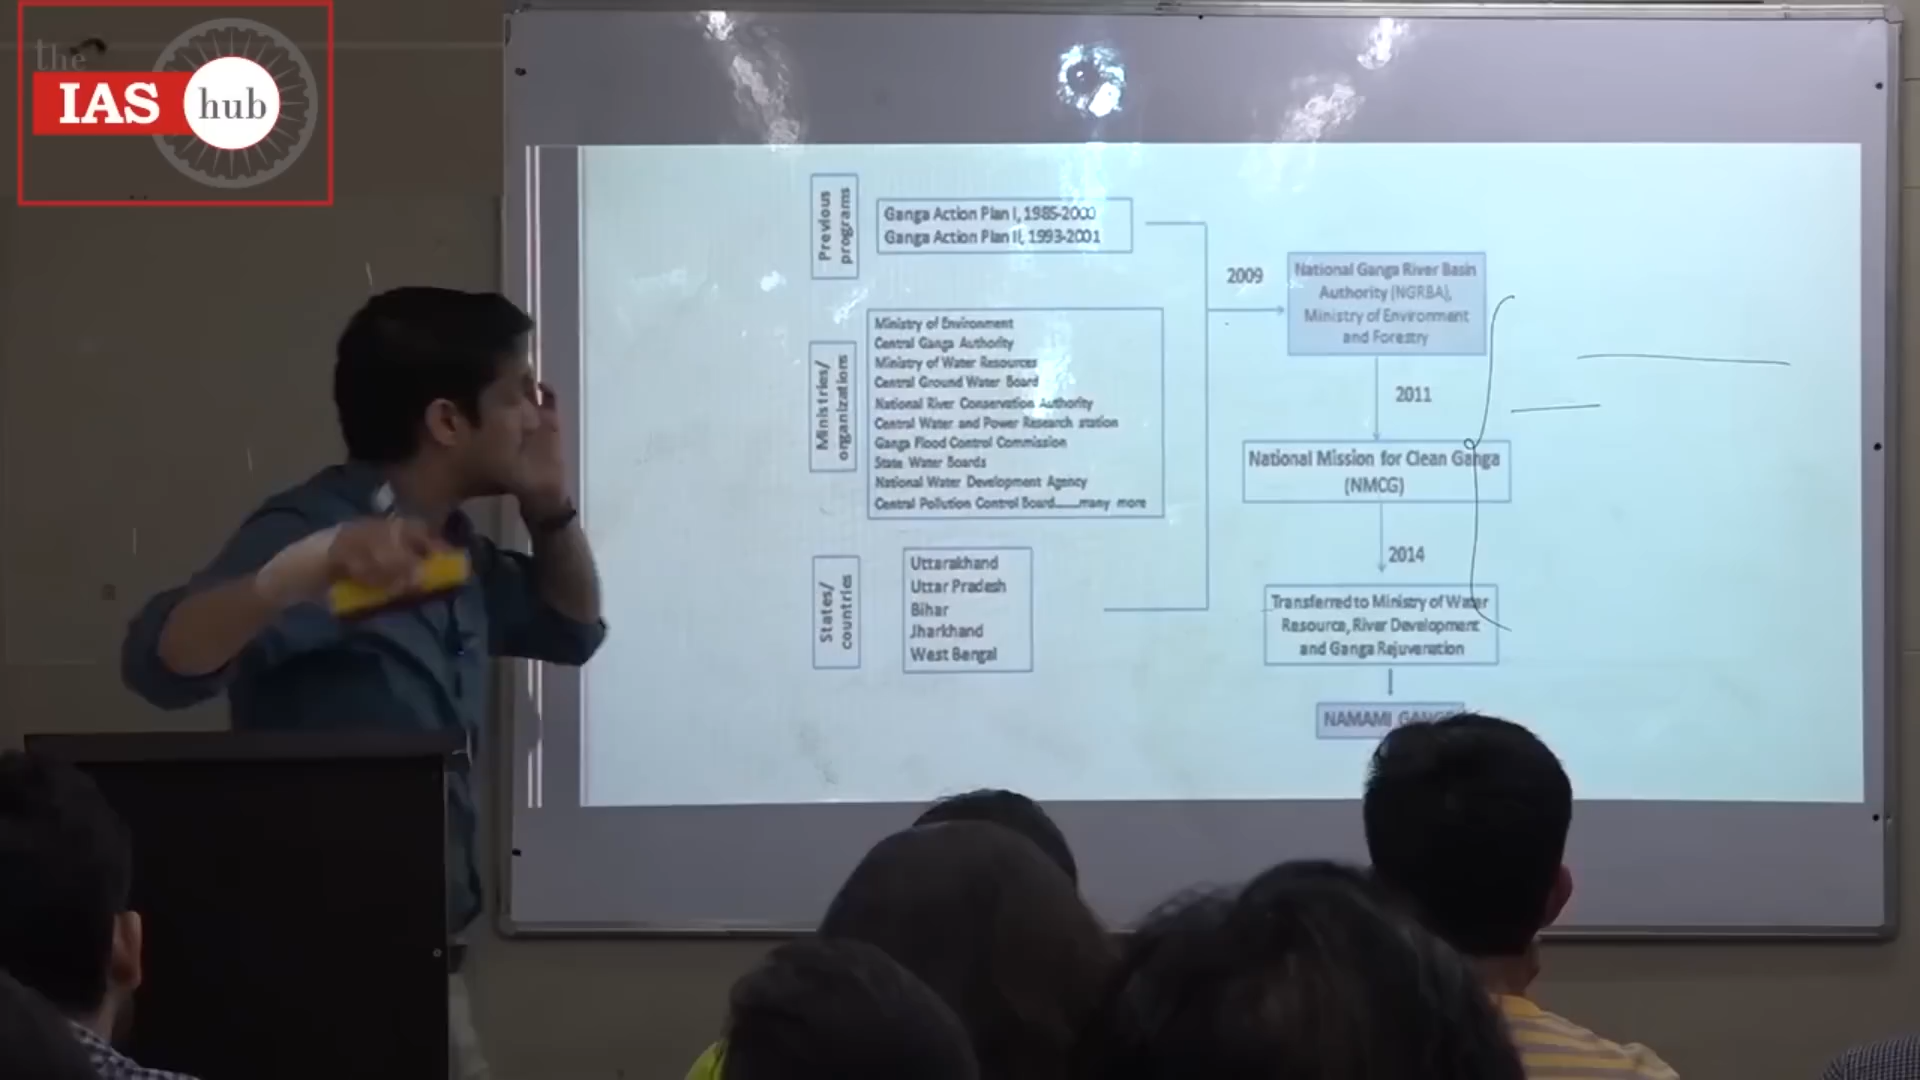 the
IAS hub
Previous programs
Ganga Action Plan I, 1985-2000
Ganga Action Plan II, 1993-2001
Ministries/ organizations
Ministry of Environment
Central Ganga Authority
Ministry of Water Resources
Central Ground Water Board
National River Conservation Authority
Central Water and Power Research station
Ganga Flood Control Commission
State Water Boards
National Water Development Agency
Central Pollution Control Board......many more
States/ countries
Uttarakhand
Uttar Pradesh
Bihar
Jharkhand
West Bengal
2009
National Ganga River Basin
Authority (NGRBA),
Ministry of Environment
and Forestry
2011
National Mission for Clean Ganga
(NMCG)
2014
Transferred to Ministry of Water
Resource, River Development
and Ganga Rejuvenation
NAMAMI